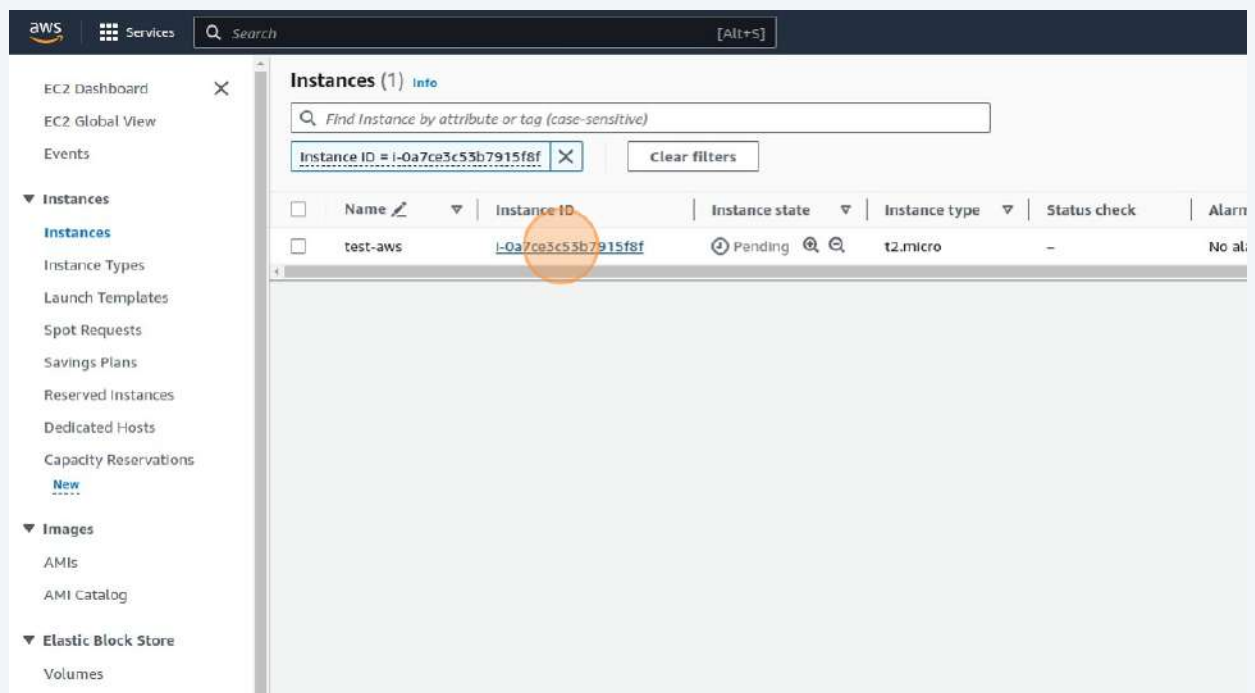 aws Services Search [Alt+S]
EC2 Dashboard
EC2 Global View
Events
Instances
Instances
Instance Types
Launch Templates
Spot Requests
Savings Plans
Reserved Instances
Dedicated Hosts
Capacity Reservations
New
Images
AMIs
AMI Catalog
Elastic Block Store
Volumes
Instances (1) Info
Find Instance by attribute or tag (case-sensitive)
Instance ID = i-0a7ce3c53b7915f8f Clear filters
Name Instance ID Instance state Instance type Status check Alarm
test-aws i-0a7ce3c53b7915f8f Pending t2.micro – No al